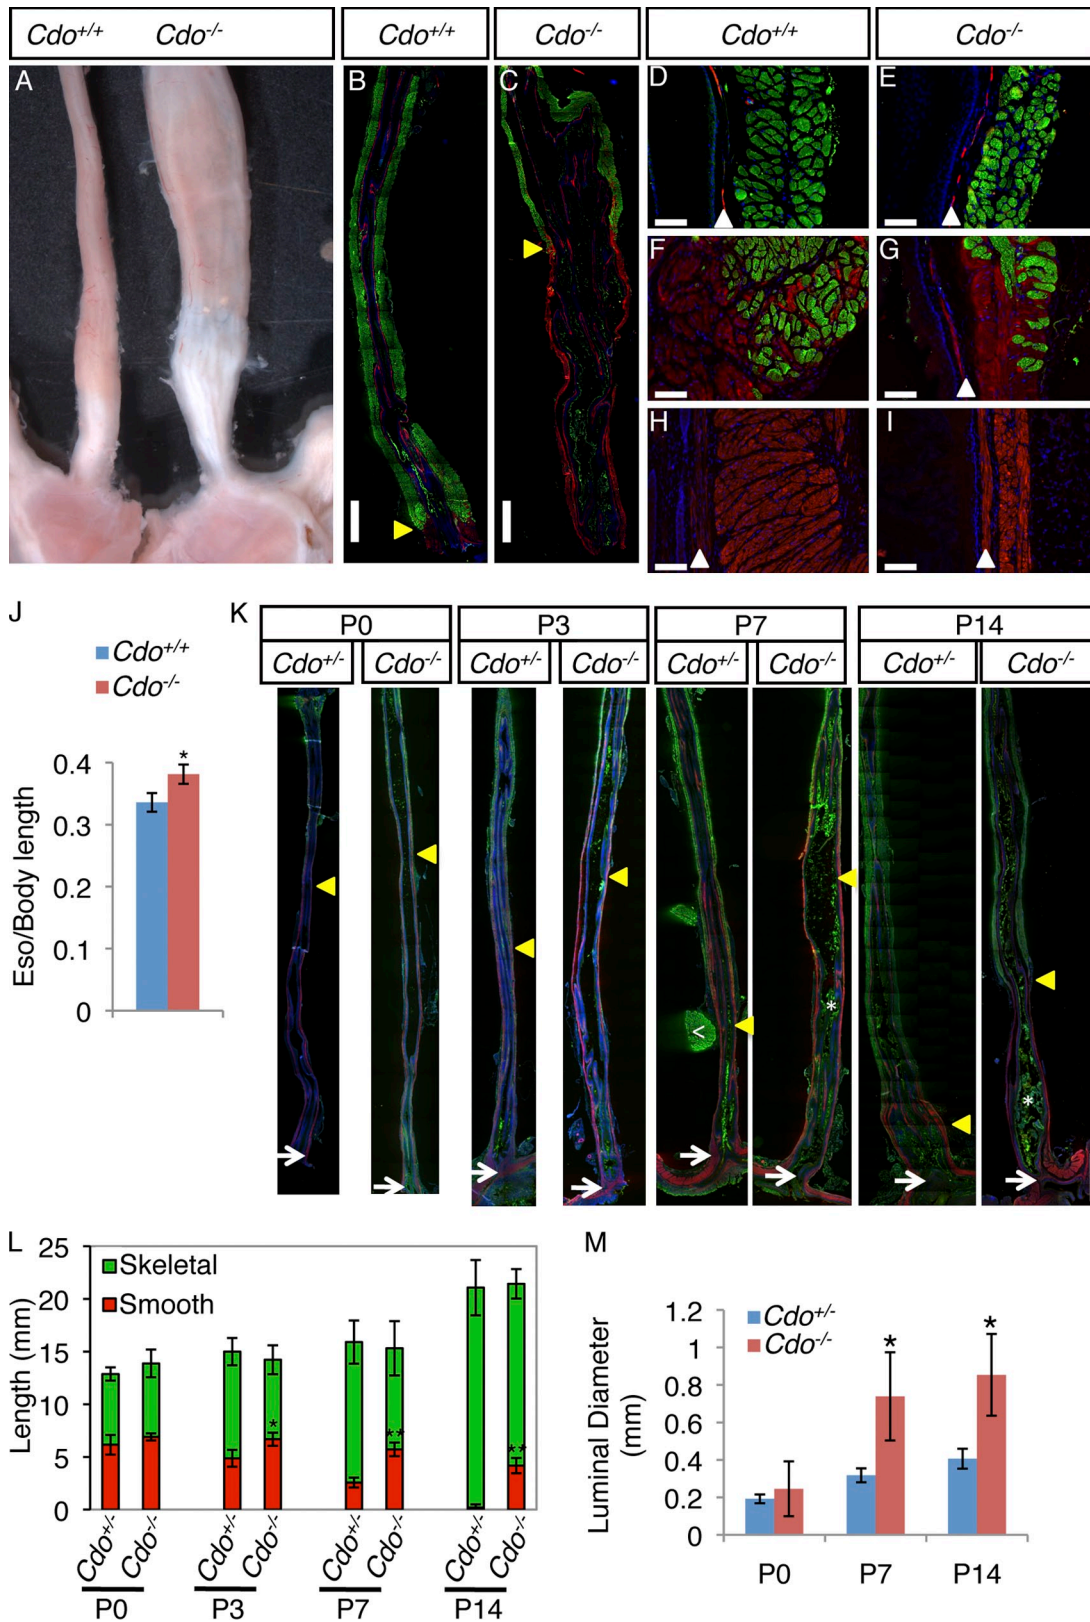 Cdo+/+ Cdo-/- Cdo+/+ Cdo-/- Cdo+/+ Cdo-/-
A B C D E
F G
H I
J
Cdo+/+
Cdo-/-
*
0.4
0.3
0.2
0.1
0
Eso/Body length
K
P0 P3 P7 P14
Cdo+/- Cdo-/- Cdo+/- Cdo-/- Cdo+/- Cdo-/- Cdo+/- Cdo-/-
<
*
*
L
25
20
15
10
5
0
Length (mm)
Skeletal
Smooth
* ** **
Cdo+/- Cdo-/- Cdo+/- Cdo-/- Cdo+/- Cdo-/- Cdo+/- Cdo-/-
P0 P3 P7 P14
M
1.2
1
0.8
0.6
0.4
0.2
0
Luminal Diameter
(mm)
Cdo+/-
Cdo-/-
* *
P0 P7 P14